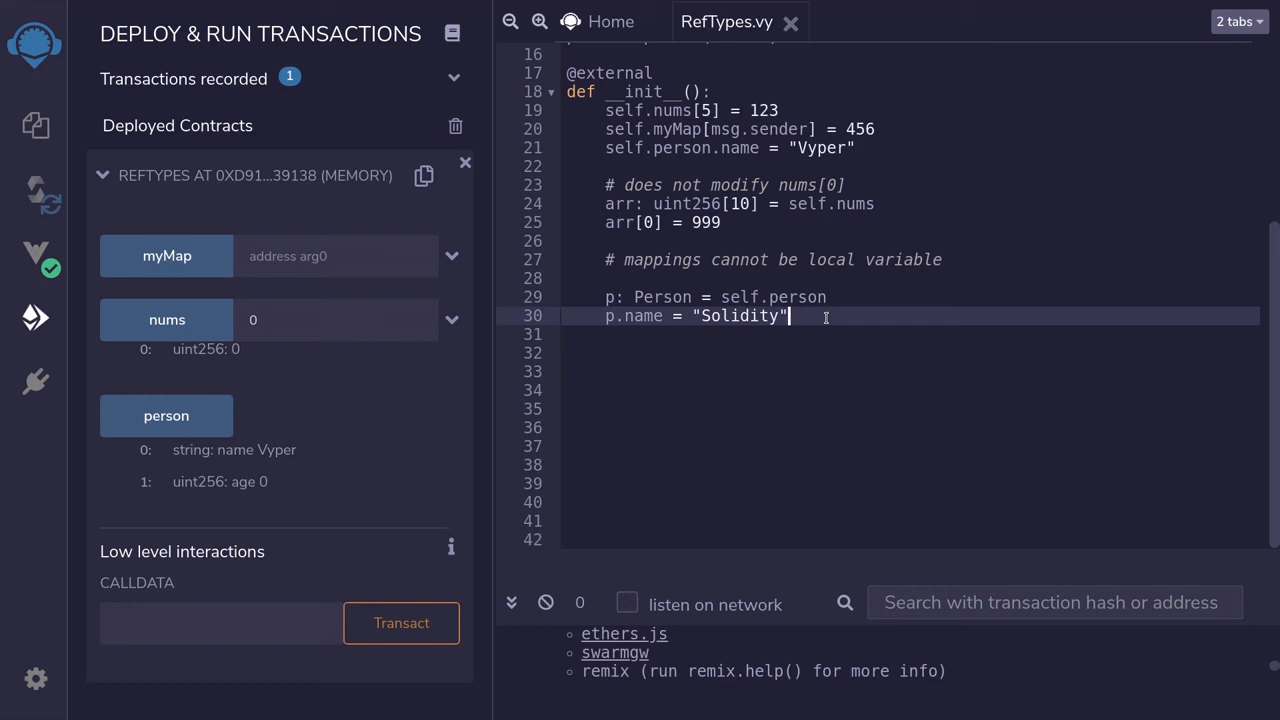 DEPLOY & RUN TRANSACTIONS
Transactions recorded 1
Deployed Contracts
REFTYPES AT 0XD91...39138 (MEMORY)
myMap address arg0
nums 0
0: uint256: 0
person
0: string: name Vyper
1: uint256: age 0
Low level interactions
CALLDATA
Transact
Home RefTypes.vy 2 tabs
16
17 @external
18 def __init__():
19 self.nums[5] = 123
20 self.myMap[msg.sender] = 456
21 self.person.name = "Vyper"
22
23 # does not modify nums[0]
24 arr: uint256[10] = self.nums
25 arr[0] = 999
26
27 # mappings cannot be local variable
28
29 p: Person = self.person
30 p.name = "Solidity"
31
32
33
34
35
36
37
38
39
40
41
42
0 listen on network Search with transaction hash or address
ethers.js
swarmgw
remix (run remix.help() for more info)